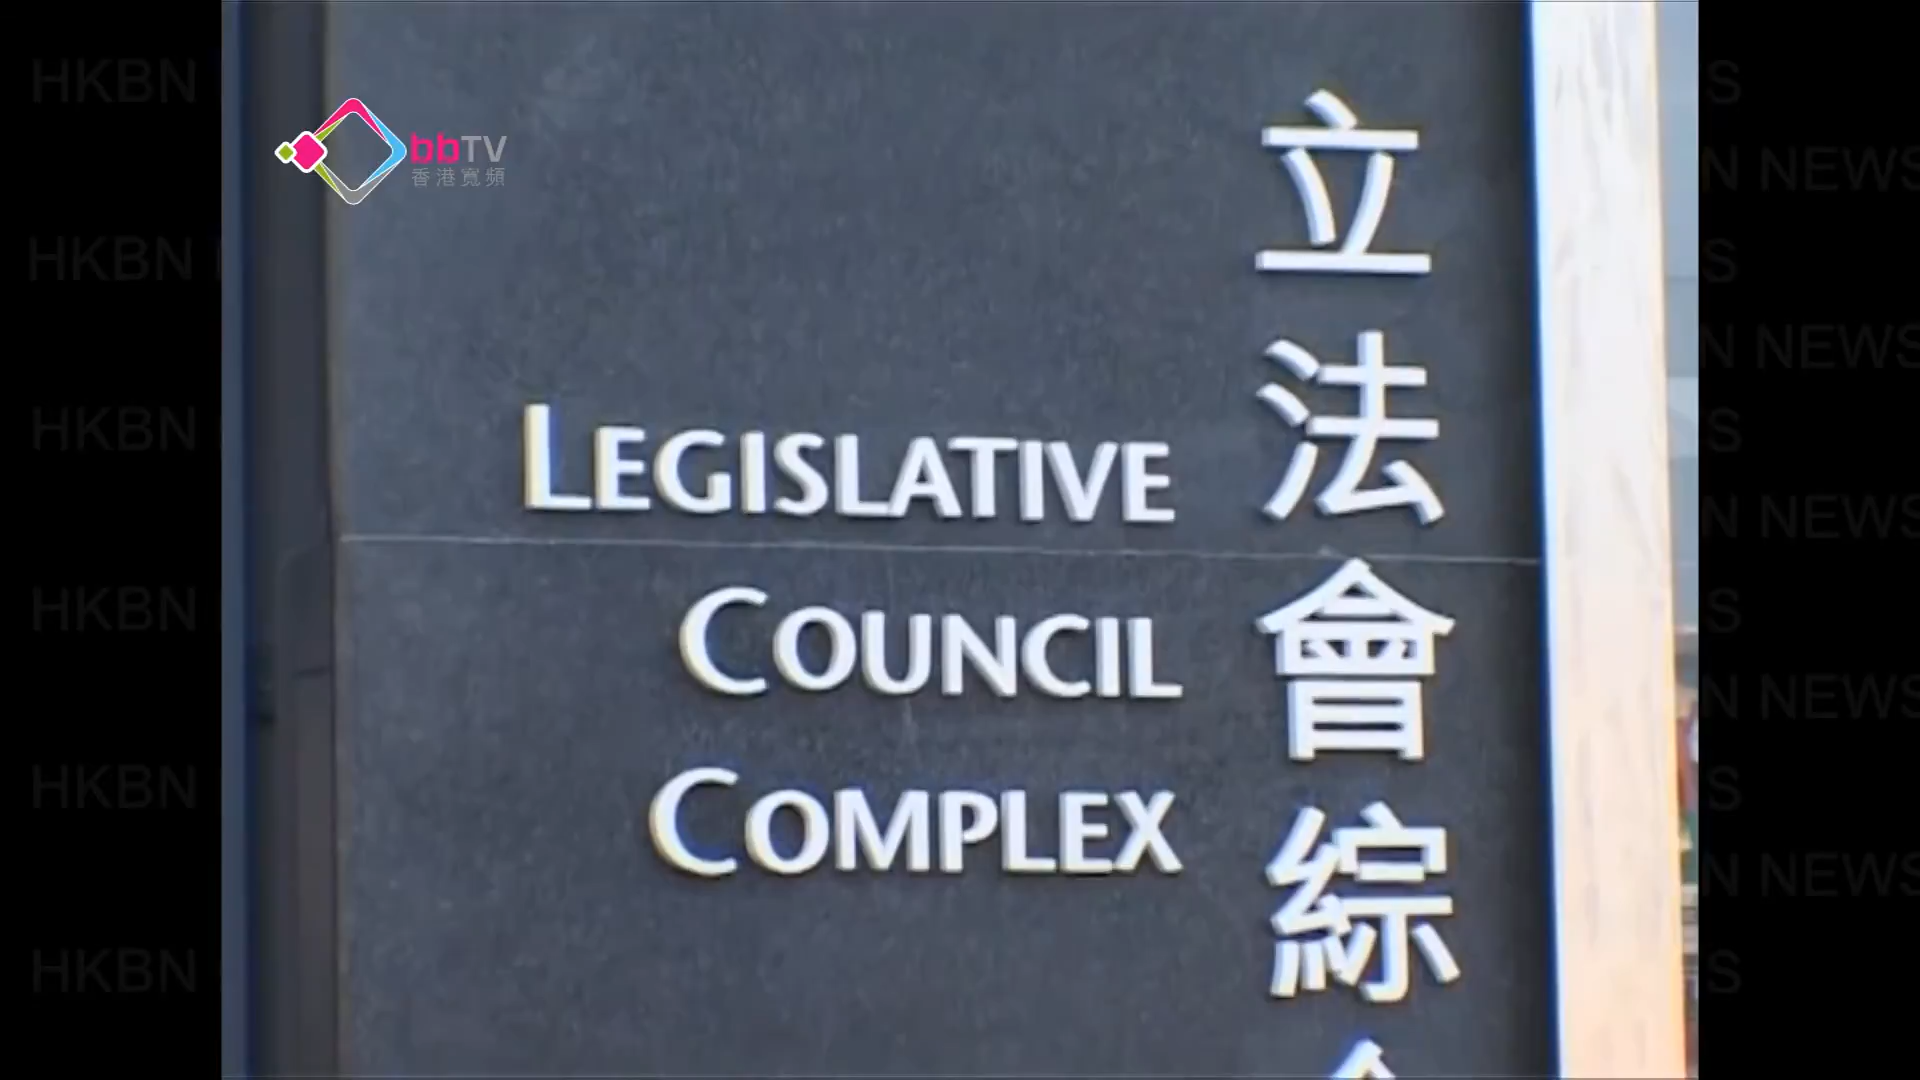 bbTV
香港寬頻
LEGISLATIVE
COUNCIL
COMPLEX
立法會綜
HKBN
N NEWS
HKBN
N NEWS
HKBN
N NEWS
HKBN
N NEWS
HKBN
N NEWS
HKBN